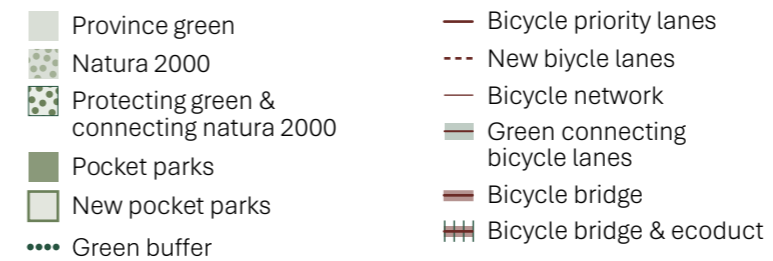 Province green
Natura 2000
Protecting green &
connecting natura 2000
Pocket parks
New pocket parks
Green buffer
Bicycle priority lanes
New biycle lanes
Bicycle network
Green connecting
bicycle lanes
Bicycle bridge
Bicycle bridge & ecoduct